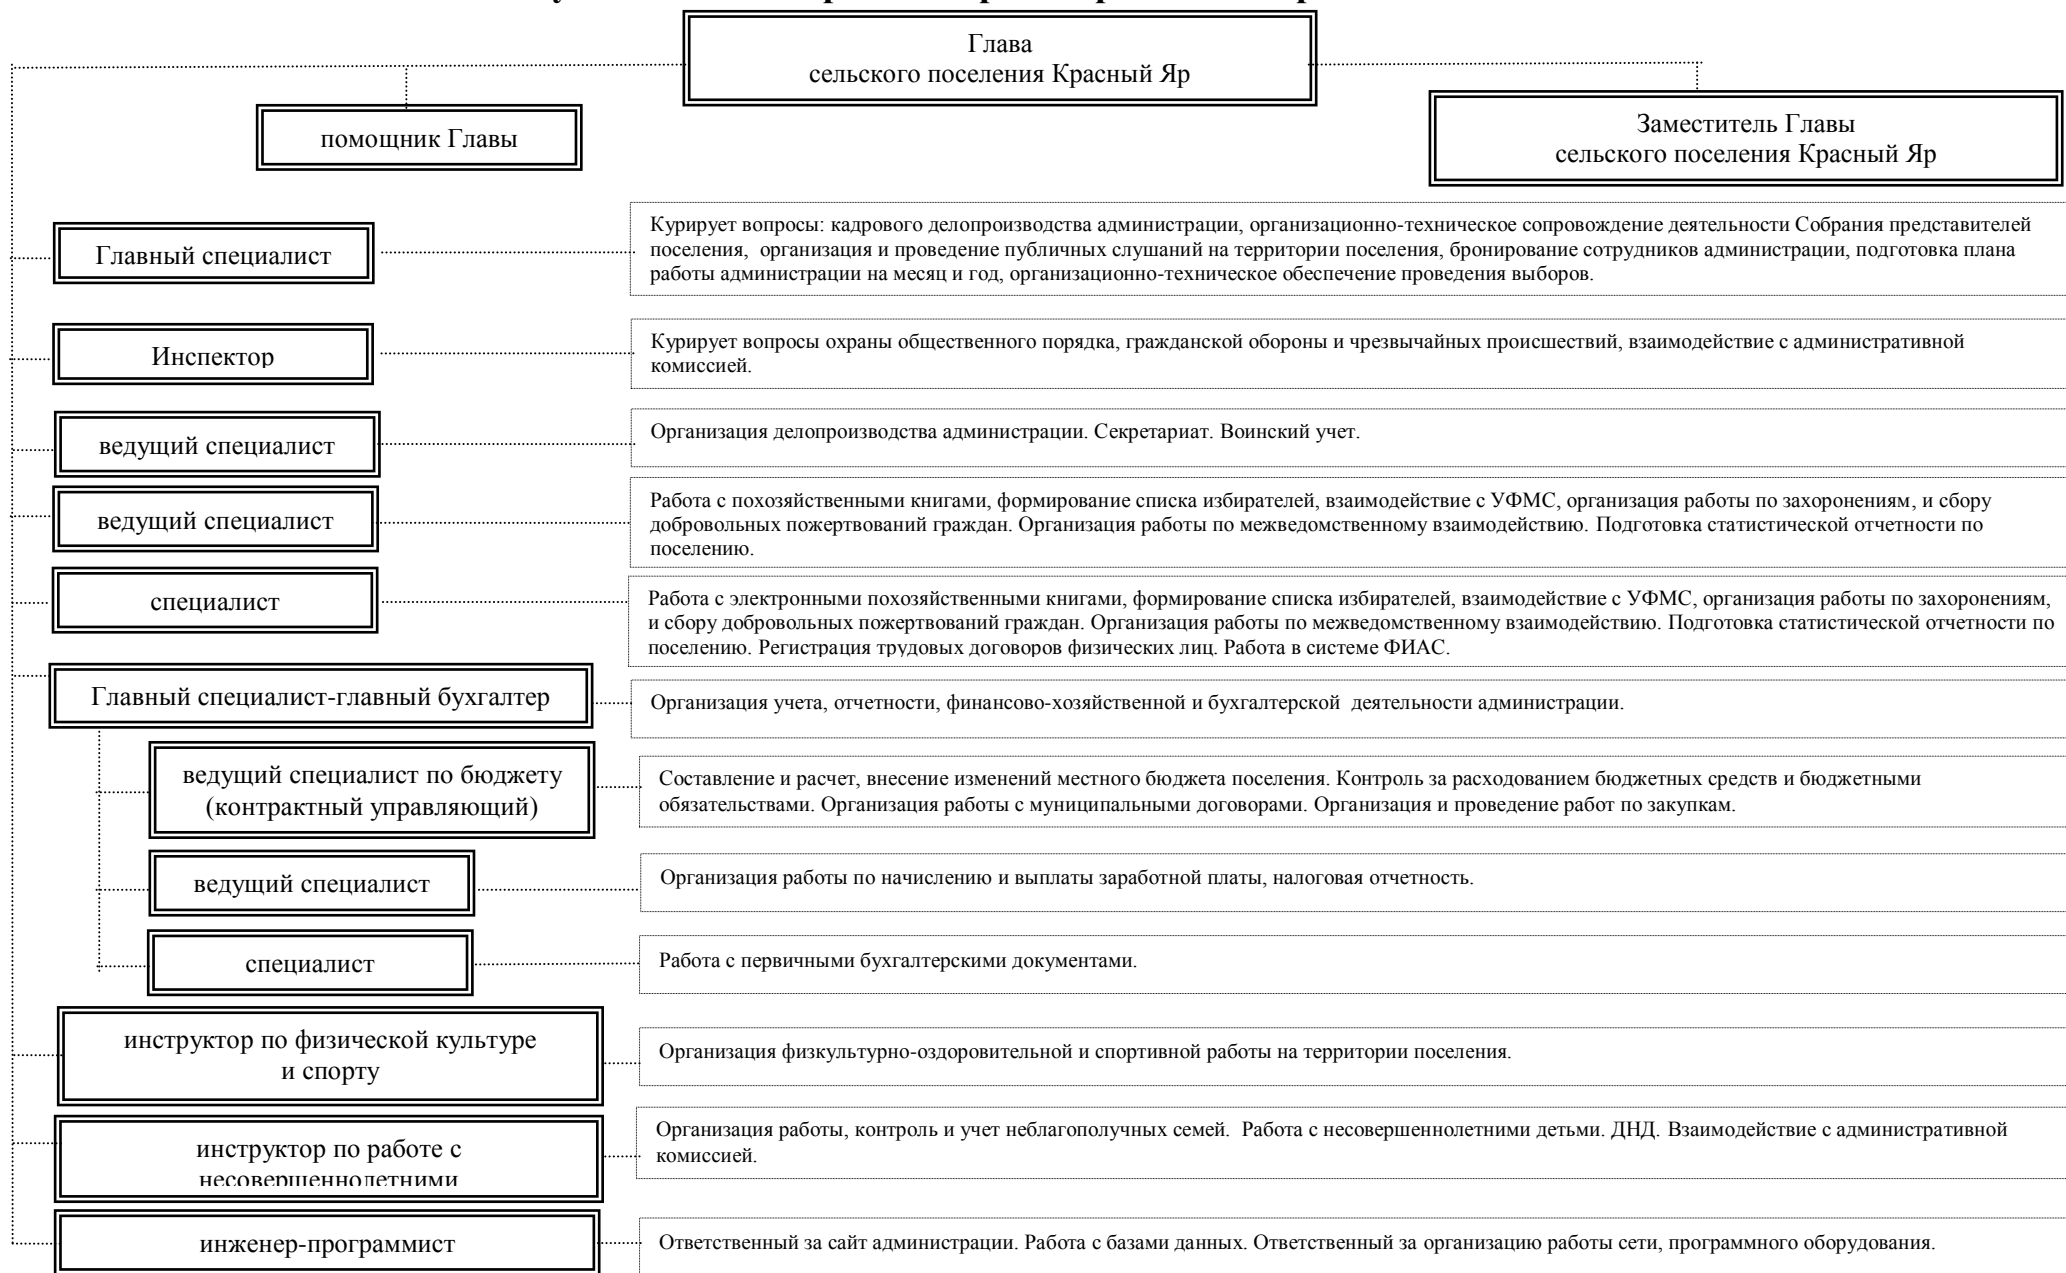 Глава
сельского поселения Красный Яр
помощник Главы
Заместитель Главы
сельского поселения Красный Яр
Главный специалист
Курирует вопросы: кадрового делопроизводства администрации, организационно-техническое сопровождение деятельности Собрания представителей
поселения, организация и проведение публичных слушаний на территории поселения, бронирование сотрудников администрации, подготовка плана
работы администрации на месяц и год, организационно-техническое обеспечение проведения выборов.
Инспектор
Курирует вопросы охраны общественного порядка, гражданской обороны и чрезвычайных происшествий, взаимодействие с административной
комиссией.
ведущий специалист
Организация делопроизводства администрации. Секретариат. Воинский учет.
ведущий специалист
Работа с похозяйственными книгами, формирование списка избирателей, взаимодействие с УФМС, организация работы по захоронениям, и сбору
добровольных пожертвований граждан. Организация работы по межведомственному взаимодействию. Подготовка статистической отчетности по
поселению.
специалист
Работа с электронными похозяйственными книгами, формирование списка избирателей, взаимодействие с УФМС, организация работы по захоронениям,
и сбору добровольных пожертвований граждан. Организация работы по межведомственному взаимодействию. Подготовка статистической отчетности по
поселению. Регистрация трудовых договоров физических лиц. Работа в системе ФИАС.
Главный специалист-главный бухгалтер
Организация учета, отчетности, финансово-хозяйственной и бухгалтерской деятельности администрации.
ведущий специалист по бюджету
(контрактный управляющий)
Составление и расчет, внесение изменений местного бюджета поселения. Контроль за расходованием бюджетных средств и бюджетными
обязательствами. Организация работы с муниципальными договорами. Организация и проведение работ по закупкам.
ведущий специалист
Организация работы по начислению и выплаты заработной платы, налоговая отчетность.
специалист
Работа с первичными бухгалтерскими документами.
инструктор по физической культуре
и спорту
Организация физкультурно-оздоровительной и спортивной работы на территории поселения.
инструктор по работе с
несовершеннолетними
Организация работы, контроль и учет неблагополучных семей. Работа с несовершеннолетними детьми. ДНД. Взаимодействие с административной
комиссией.
инженер-программист
Ответственный за сайт администрации. Работа с базами данных. Ответственный за организацию работы сети, программного оборудования.